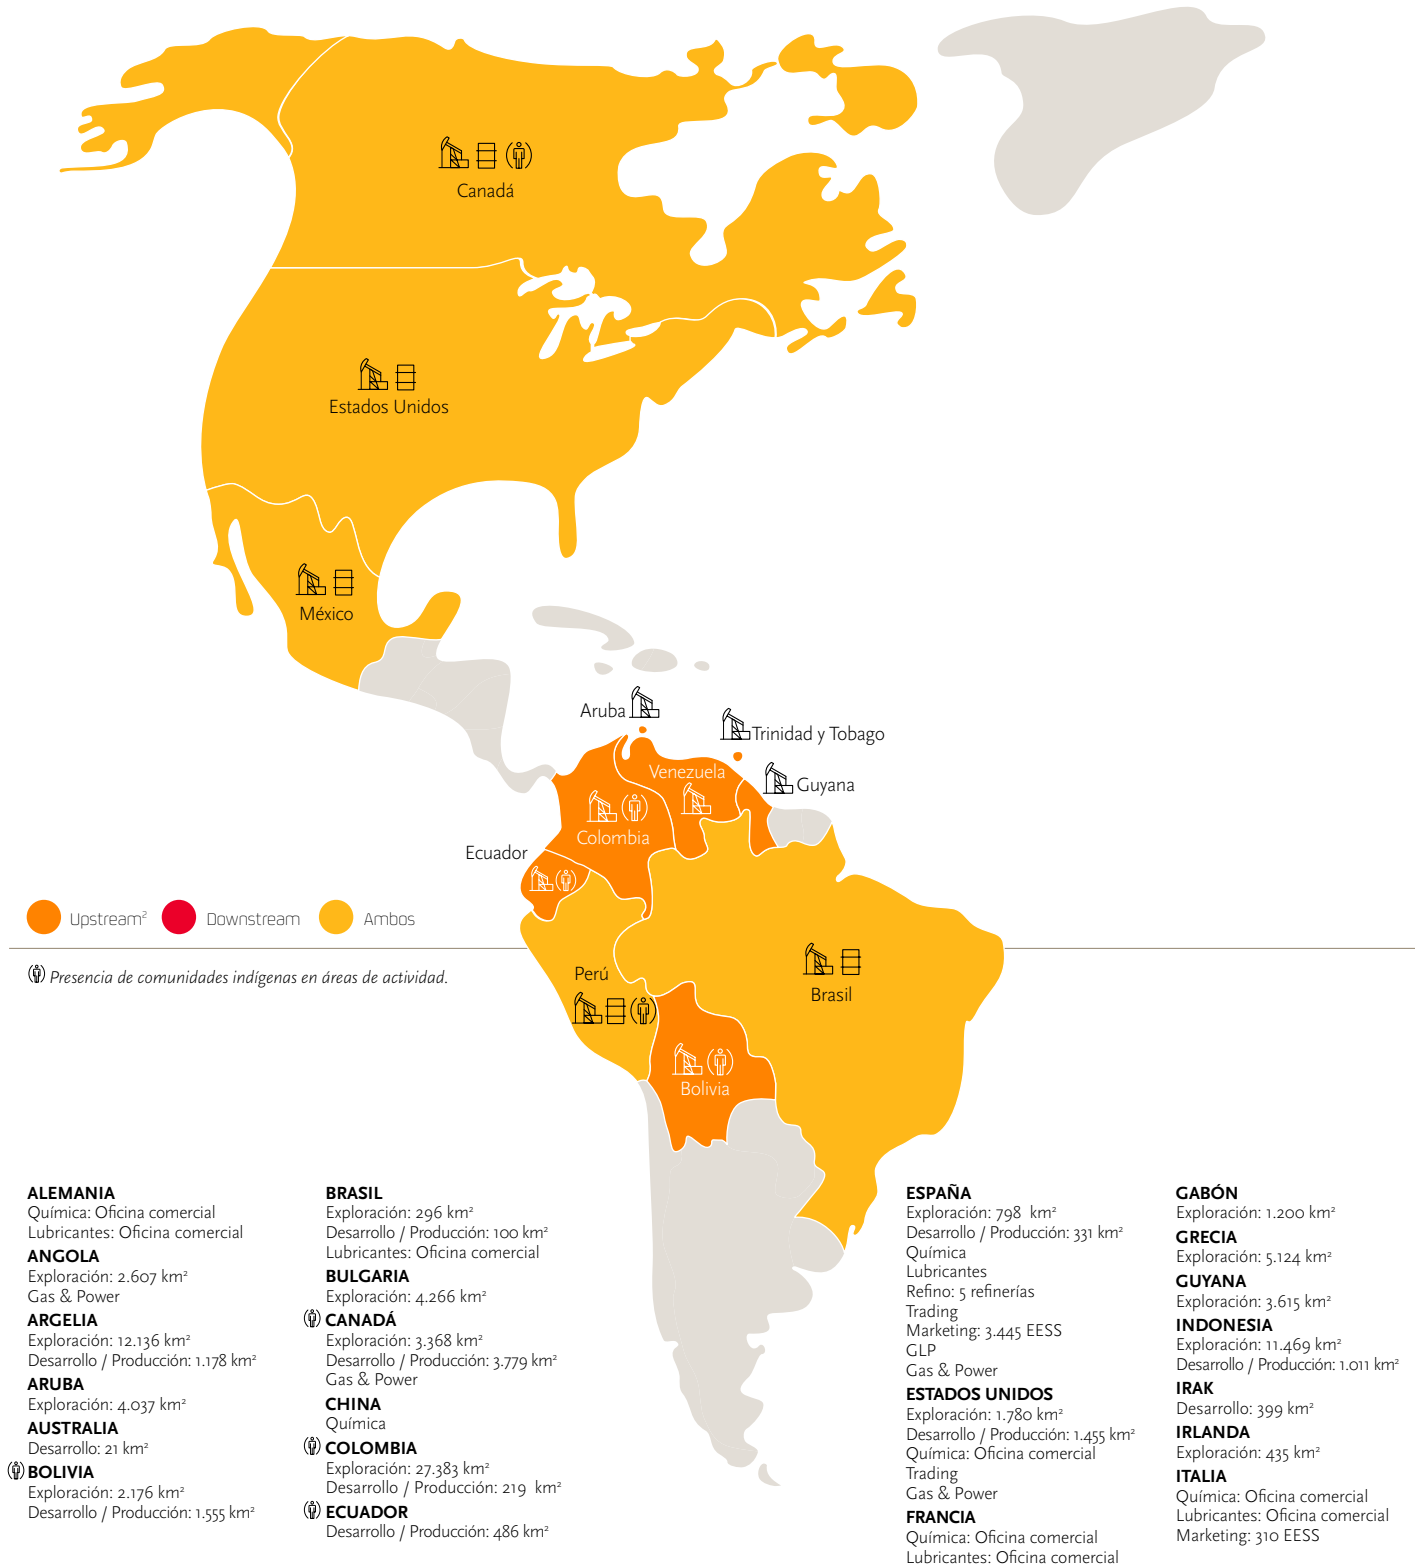 Canadá
Estados Unidos
México
Aruba
Trinidad y Tobago
Venezuela
Guyana
Colombia
Ecuador
Upstream² Downstream Ambos
Presencia de comunidades indígenas en áreas de actividad.
Perú
Brasil
Bolivia
ALEMANIA
Química: Oficina comercial
Lubricantes: Oficina comercial
ANGOLA
Exploración: 2.607 km²
Gas & Power
ARGELIA
Exploración: 12.136 km²
Desarrollo / Producción: 1.178 km²
ARUBA
Exploración: 4.037 km²
AUSTRALIA
Desarrollo: 21 km²
BOLIVIA
Exploración: 2.176 km²
Desarrollo / Producción: 1.555 km²
BRASIL
Exploración: 296 km²
Desarrollo / Producción: 100 km²
Lubricantes: Oficina comercial
BULGARIA
Exploración: 4.266 km²
CANADÁ
Exploración: 3.368 km²
Desarrollo / Producción: 3.779 km²
Gas & Power
CHINA
Química
COLOMBIA
Exploración: 27.383 km²
Desarrollo / Producción: 219 km²
ECUADOR
Desarrollo / Producción: 486 km²
ESPAÑA
Exploración: 798 km²
Desarrollo / Producción: 331 km²
Química
Lubricantes
Refino: 5 refinerías
Trading
Marketing: 3.445 EESS
GLP
Gas & Power
ESTADOS UNIDOS
Exploración: 1.780 km²
Desarrollo / Producción: 1.455 km²
Química: Oficina comercial
Trading
Gas & Power
FRANCIA
Química: Oficina comercial
Lubricantes: Oficina comercial
GABÓN
Exploración: 1.200 km²
GRECIA
Exploración: 5.124 km²
GUYANA
Exploración: 3.615 km²
INDONESIA
Exploración: 11.469 km²
Desarrollo / Producción: 1.011 km²
IRAK
Desarrollo: 399 km²
IRLANDA
Exploración: 435 km²
ITALIA
Química: Oficina comercial
Lubricantes: Oficina comercial
Marketing: 310 EESS